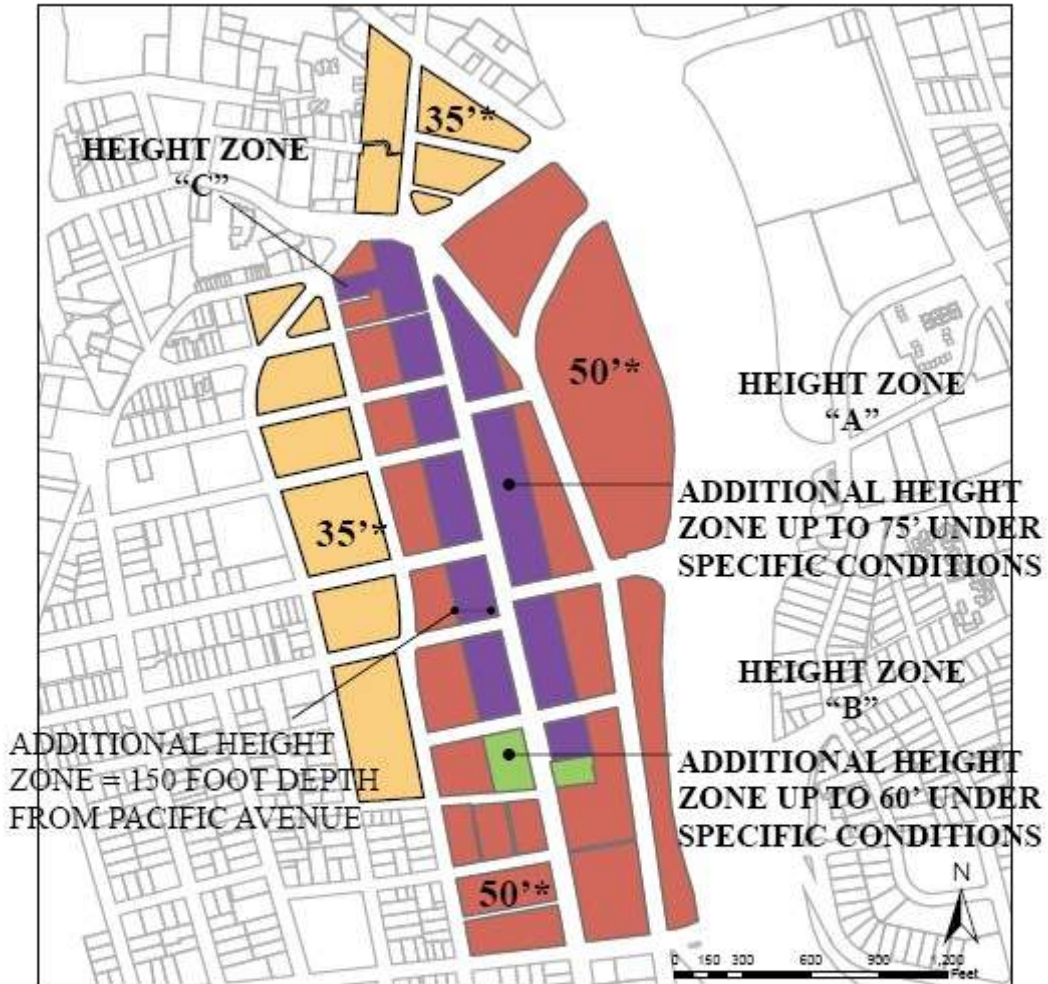 35’*
HEIGHT ZONE
“C”
50’*
HEIGHT ZONE
“A”
ADDITIONAL HEIGHT
ZONE UP TO 75’ UNDER
SPECIFIC CONDITIONS
35’*
HEIGHT ZONE
“B”
ADDITIONAL HEIGHT
ZONE = 150 FOOT DEPTH
FROM PACIFIC AVENUE
ADDITIONAL HEIGHT
ZONE UP TO 60’ UNDER
SPECIFIC CONDITIONS
50’*
N
0 150 300 600 900 1,200
Feet